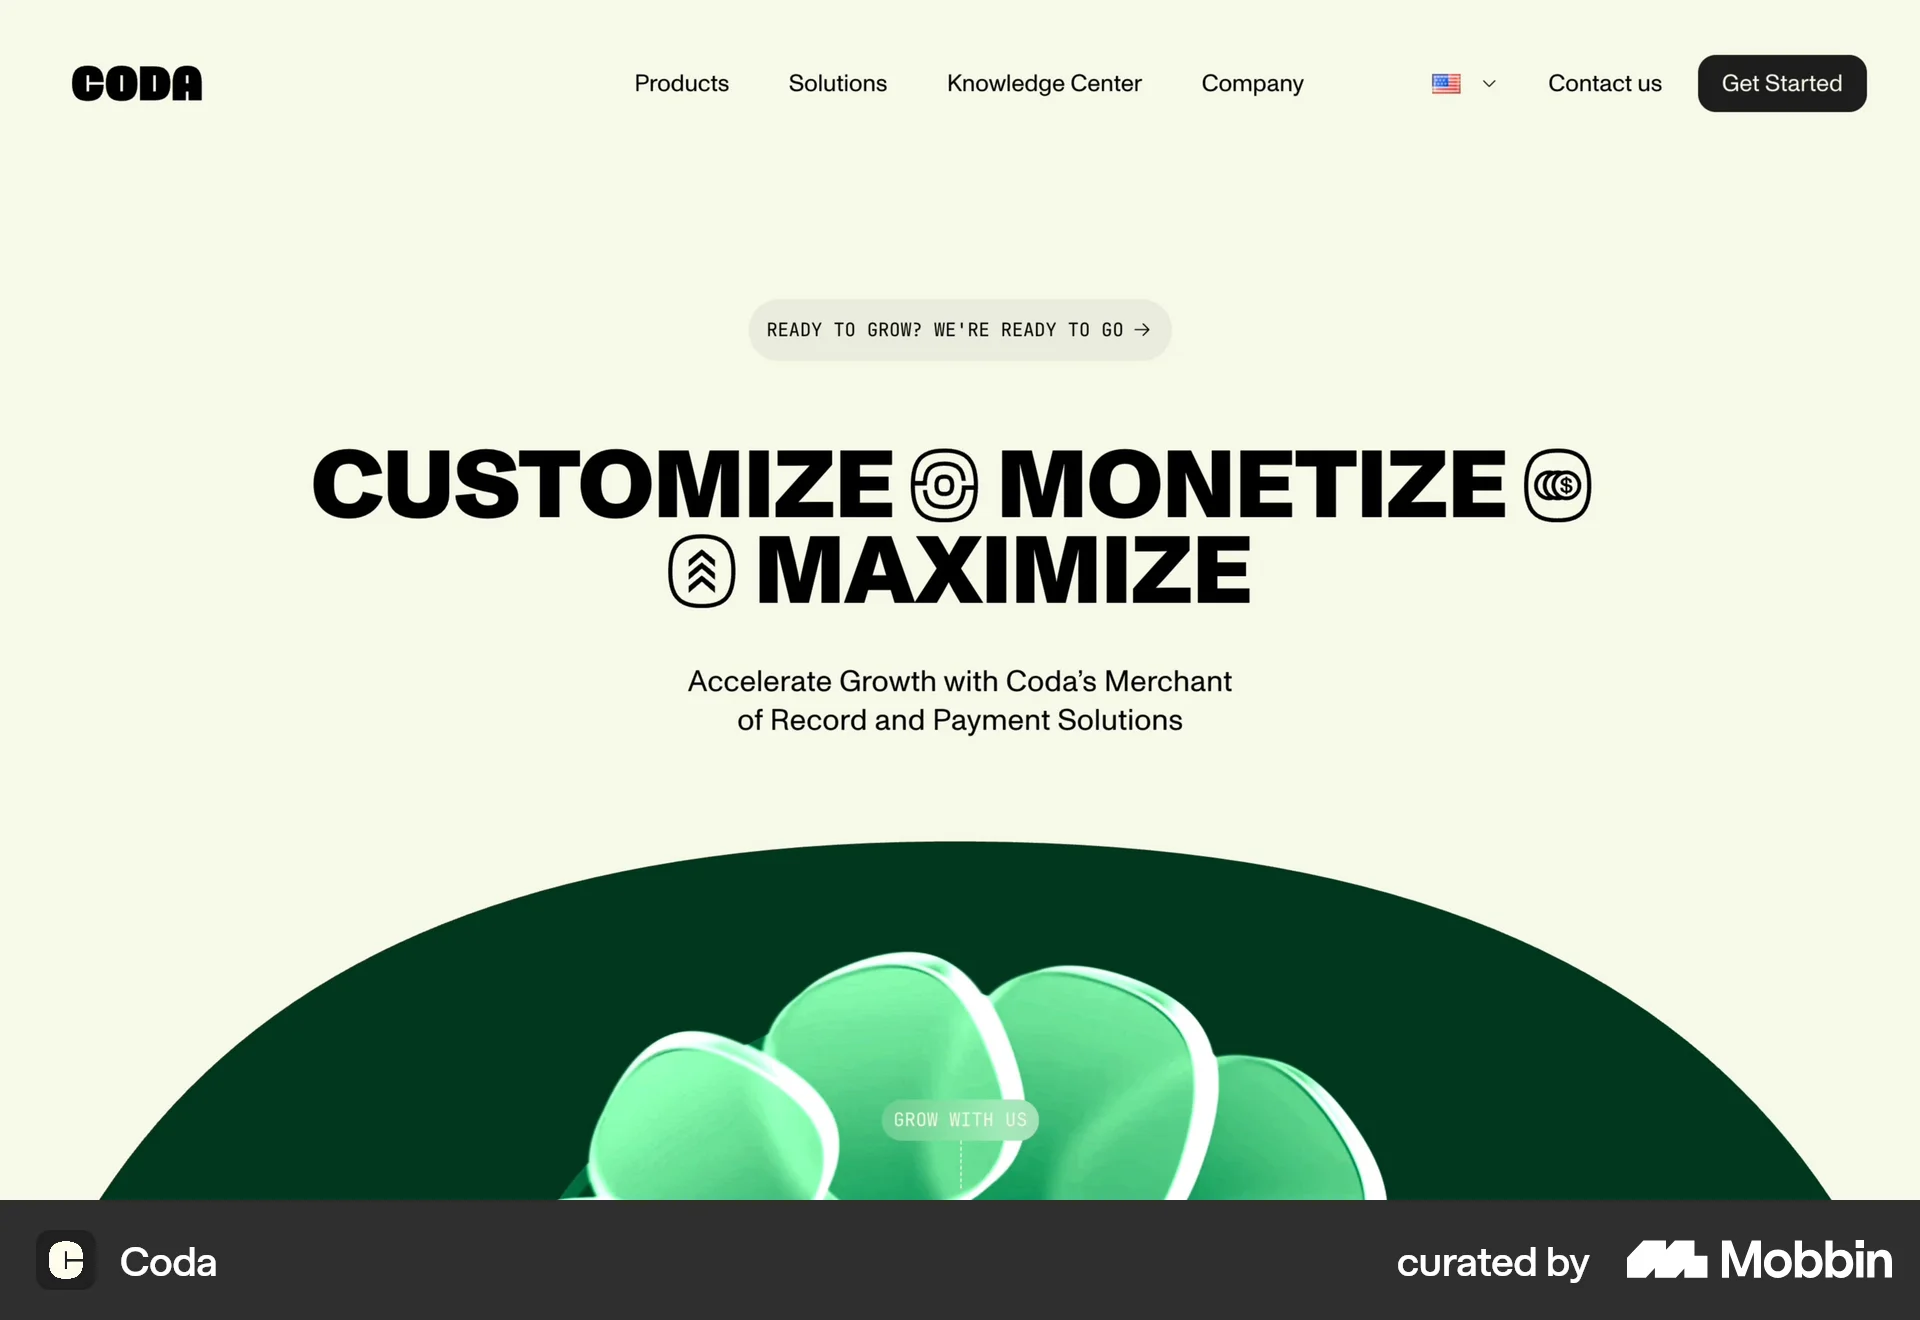 CODA
Products Solutions Knowledge Center Company Contact us Get Started
READY TO GROW? WE'RE READY TO GO →
CUSTOMIZE MONETIZE $
MAXIMIZE
Accelerate Growth with Coda’s Merchant
of Record and Payment Solutions
GROW WITH US
Coda curated by Mobbin